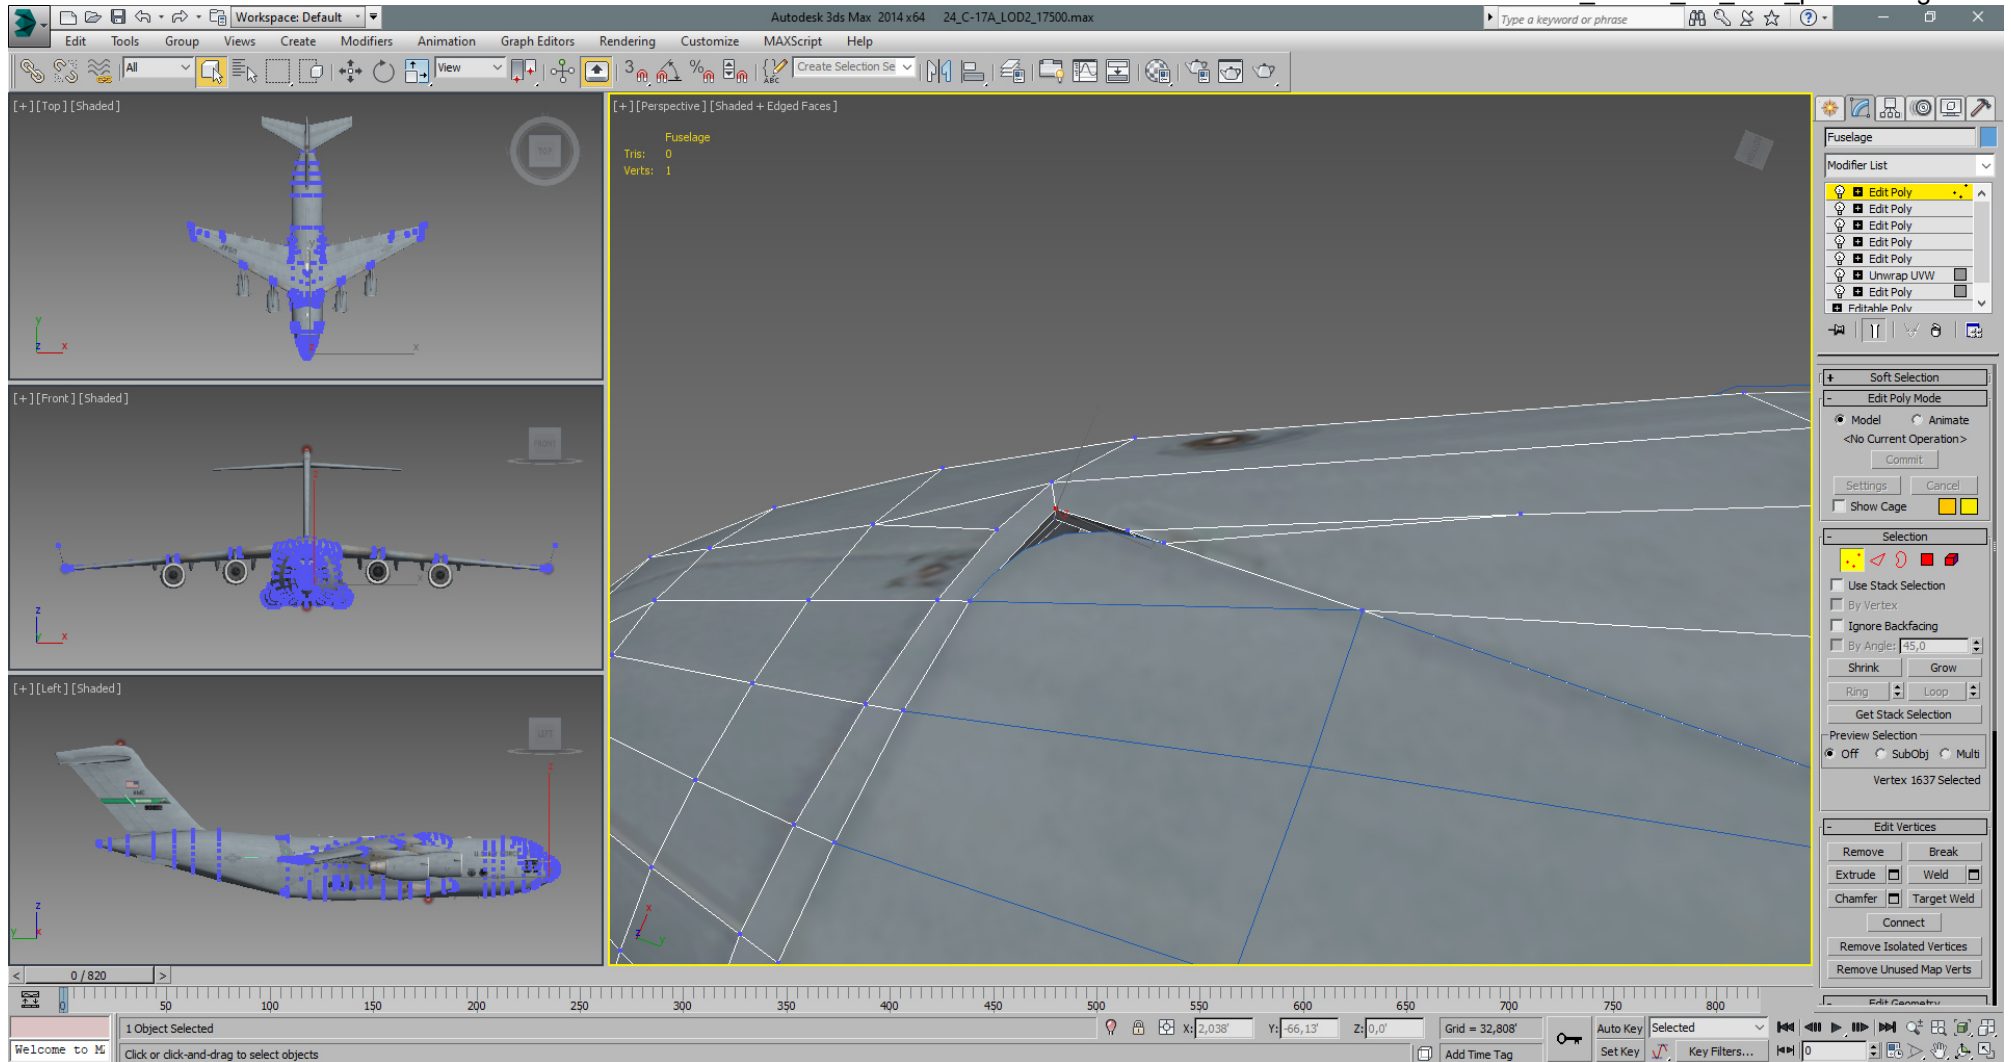 Workspace: Default
Autodesk 3ds Max 2014 x64 24_C-17A_LOD2_17500.max
Type a keyword or phrase
Edit Tools Group Views Create Modifiers Animation Graph Editors Rendering Customize MAXScript Help
All
View
3
ABC
Create Selection Se
[+][Top][Shaded]
TOP
y
z x
x
[+][Front][Shaded]
FRONT
z
x
z
y x
[+][Left][Shaded]
LEFT
z
z
y x
[+][Perspective][Shaded + Edged Faces]
Fuselage
Tris: 0
Verts: 1
x
z
y
Fuselage
Modifier List
Edit Poly
Edit Poly
Edit Poly
Edit Poly
Edit Poly
Unwrap UVW
Edit Poly
Editable Poly
+ Soft Selection
- Edit Poly Mode
Model Animate
<No Current Operation>
Commit
Settings Cancel
Show Cage
- Selection
Use Stack Selection
By Vertex
Ignore Backfacing
By Angle: 45,0
Shrink Grow
Ring Loop
Get Stack Selection
Preview Selection
Off SubObj Multi
Vertex 1637 Selected
- Edit Vertices
Remove Break
Extrude Weld
Chamfer Target Weld
Connect
Remove Isolated Vertices
Remove Unused Map Verts
- Edit Geometry
< 0 / 820 >
0 50 100 150 200 250 300 350 400 450 500 550 600 650 700 750 800
1 Object Selected
X: 2,038' Y: -66,13' Z: 0,0' Grid = 32,808'
Auto Key Selected
Welcome to M
Click or click-and-drag to select objects
Add Time Tag
Set Key Key Filters... 0